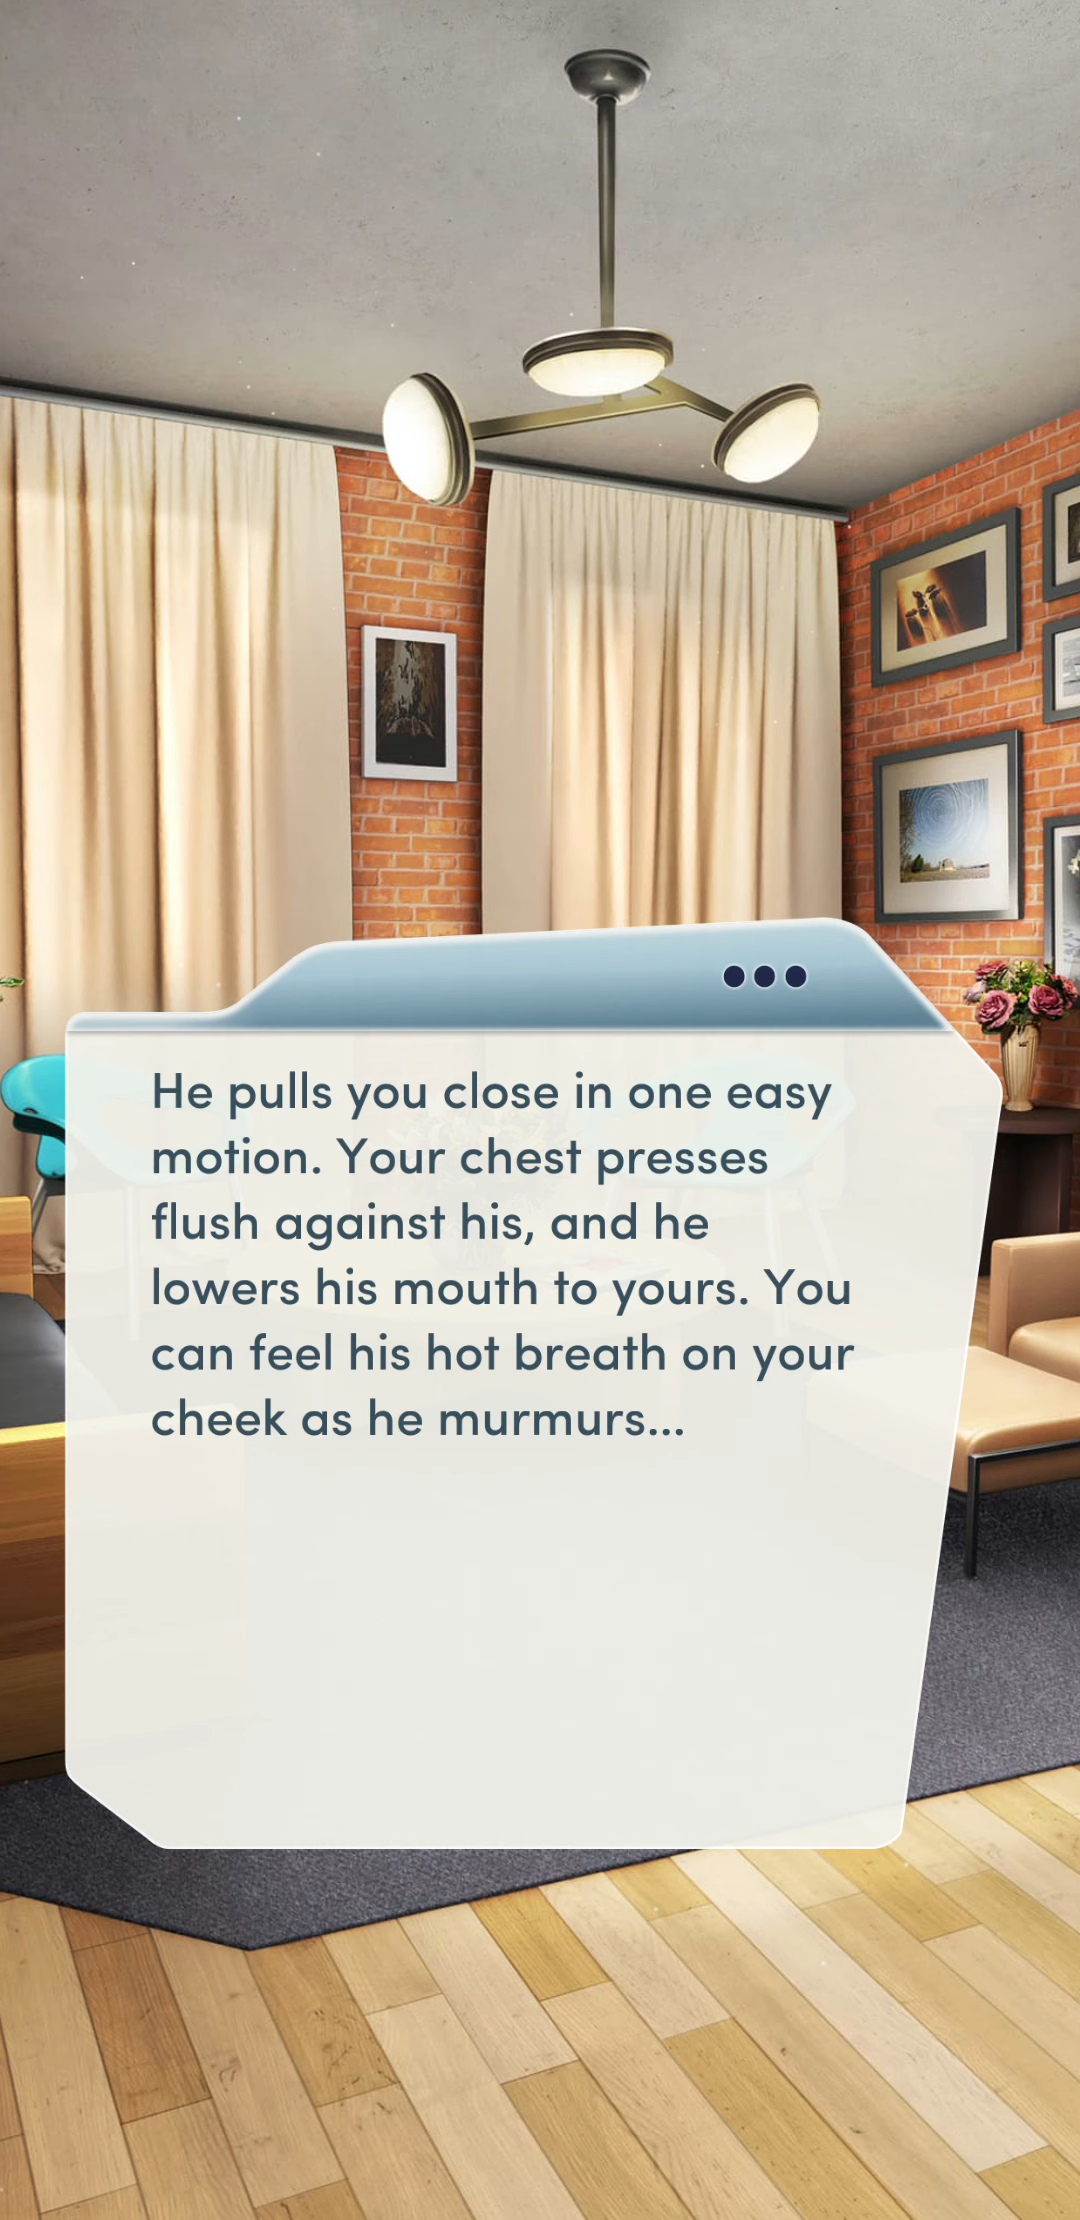 He pulls you close in one easy
motion. Your chest presses
flush against his, and he
lowers his mouth to yours. You
can feel his hot breath on your
cheek as he murmurs...